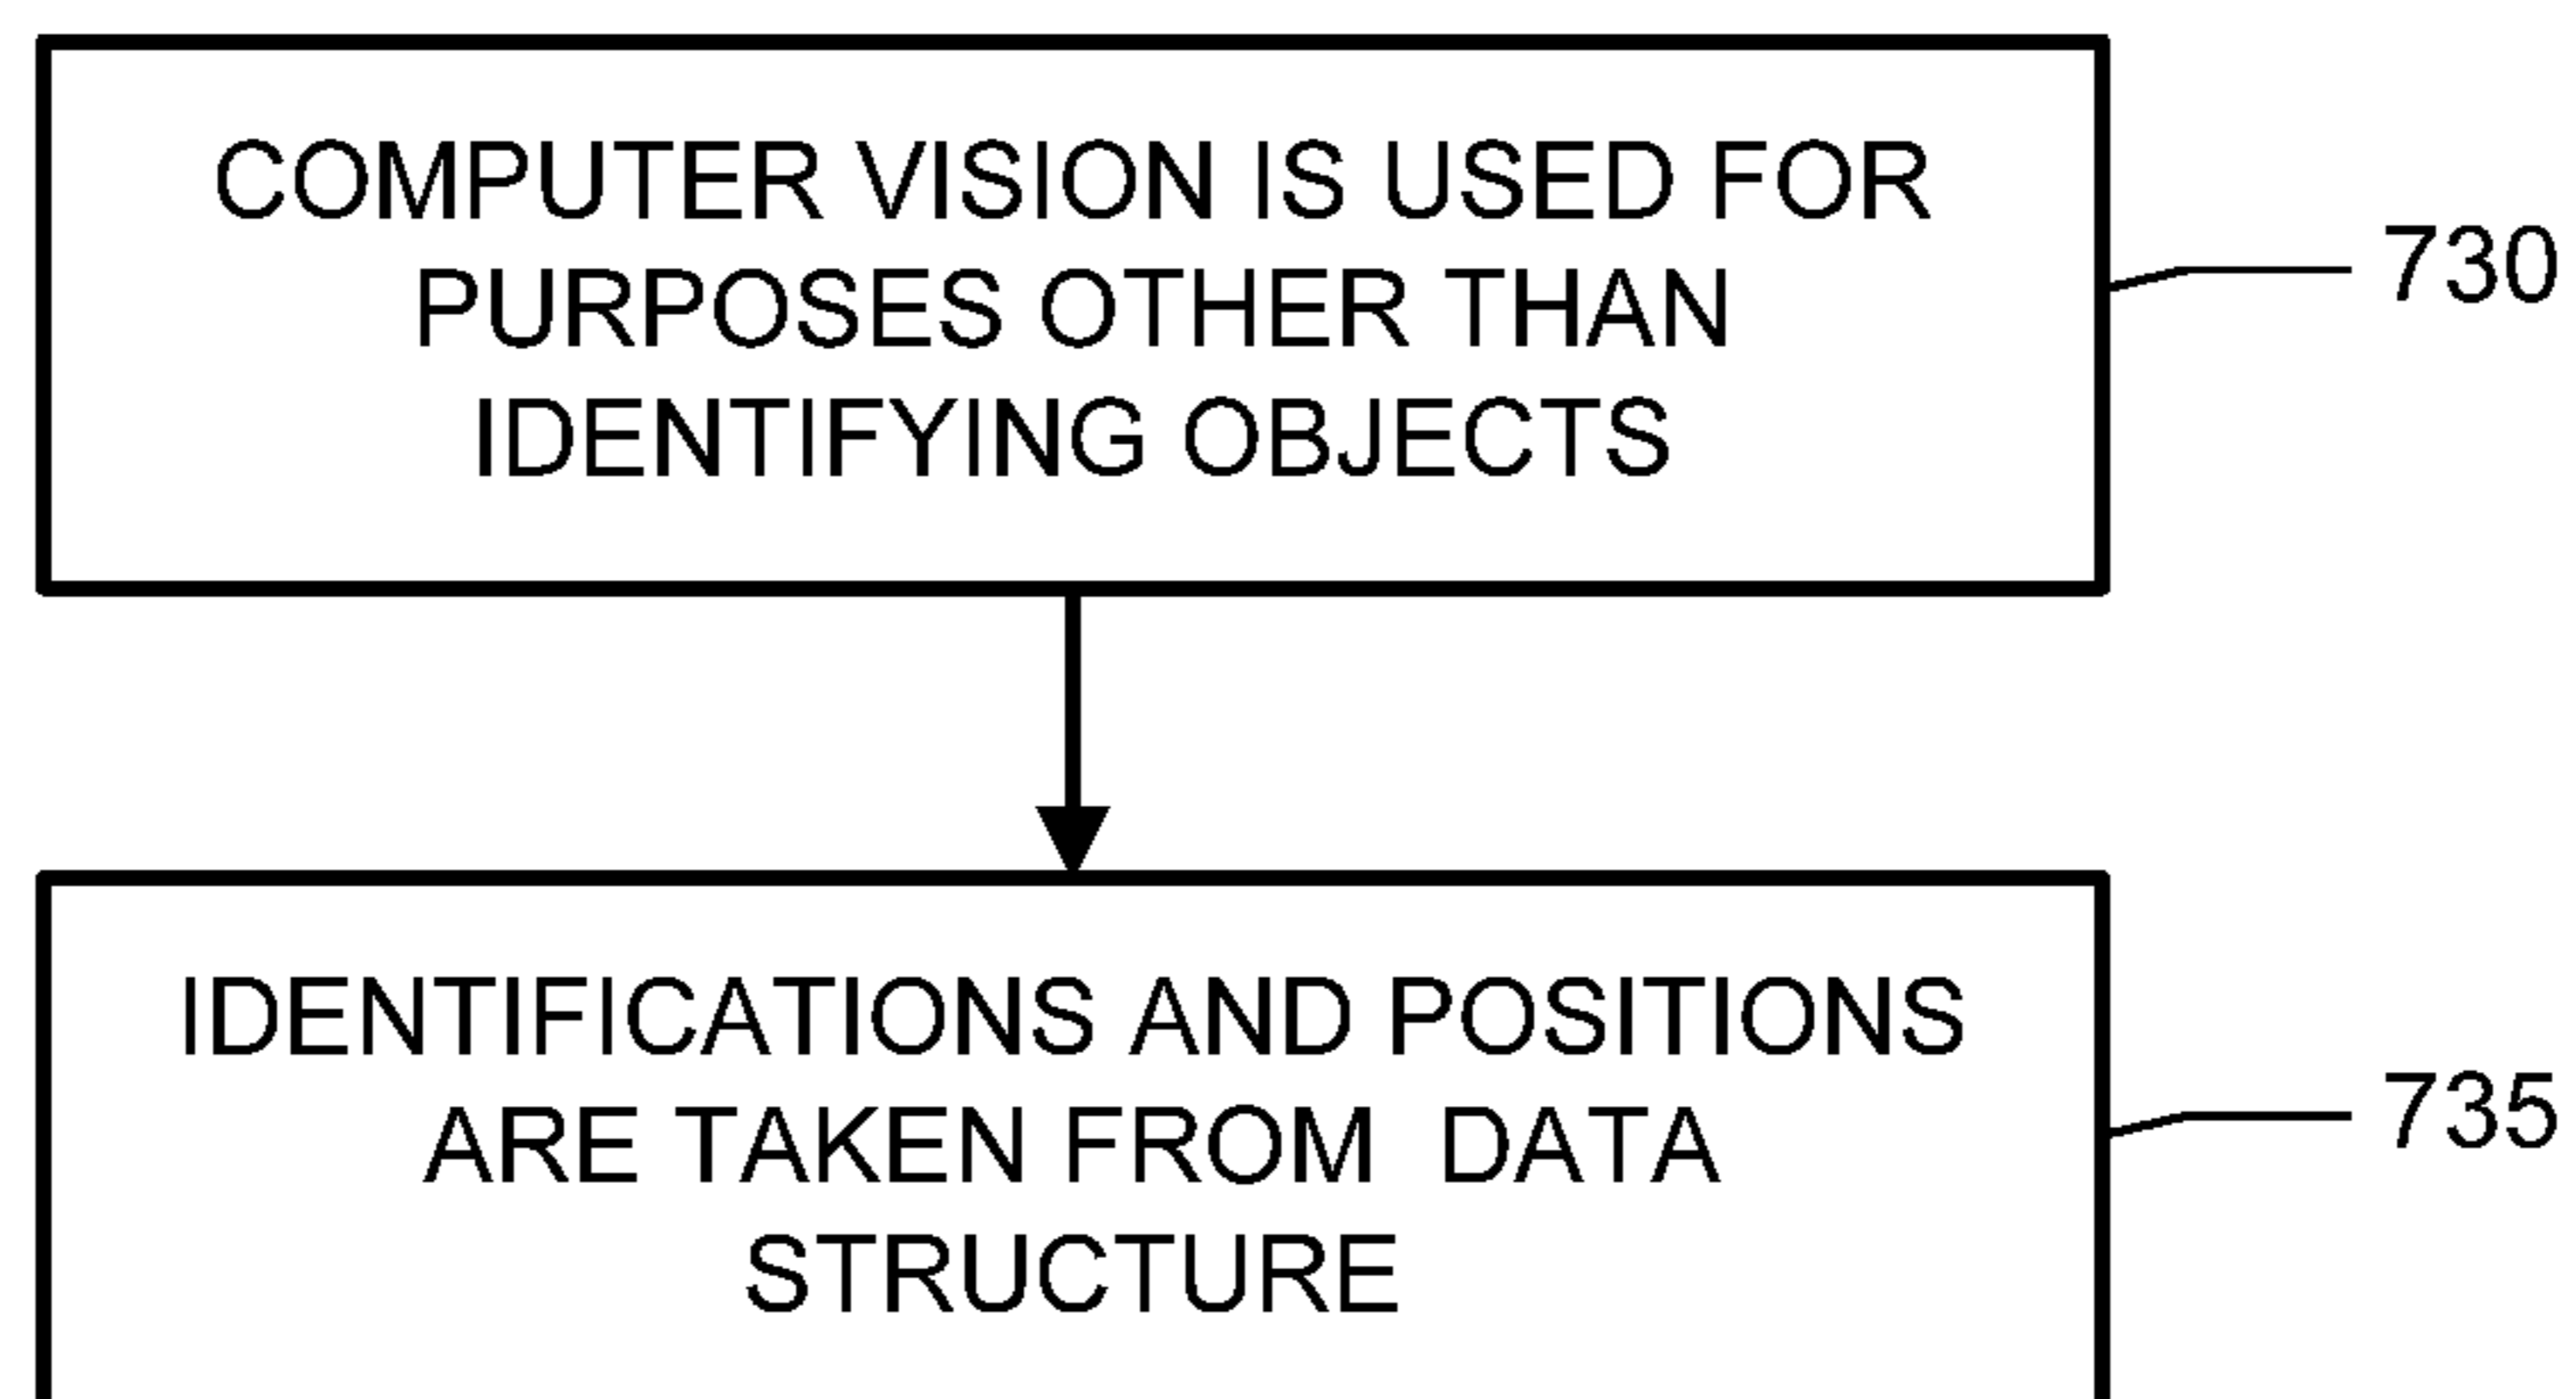 COMPUTER VISION IS USED FOR
PURPOSES OTHER THAN
IDENTIFYING OBJECTS
730
IDENTIFICATIONS AND POSITIONS
ARE TAKEN FROM DATA
STRUCTURE
735